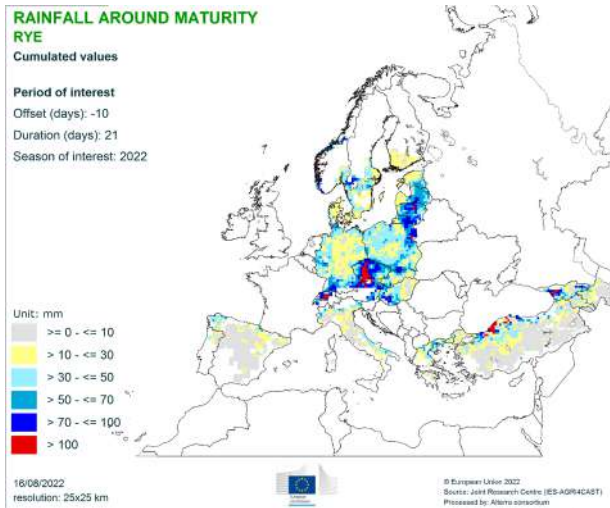 RAINFALL AROUND MATURITY
RYE
Cumulated values
Period of interest
Offset (days): -10
Duration (days): 21
Season of interest: 2022
Unit: mm
>= 0 - <= 10
> 10 - <= 30
> 30 - <= 50
> 50 - <= 70
> 70 - <= 100
> 100
16/08/2022
resolution: 25x25 km
© European Union 2022
Source: Joint Research Centre (IES-AGRI4CAST)
Processed by: Alterra consortium